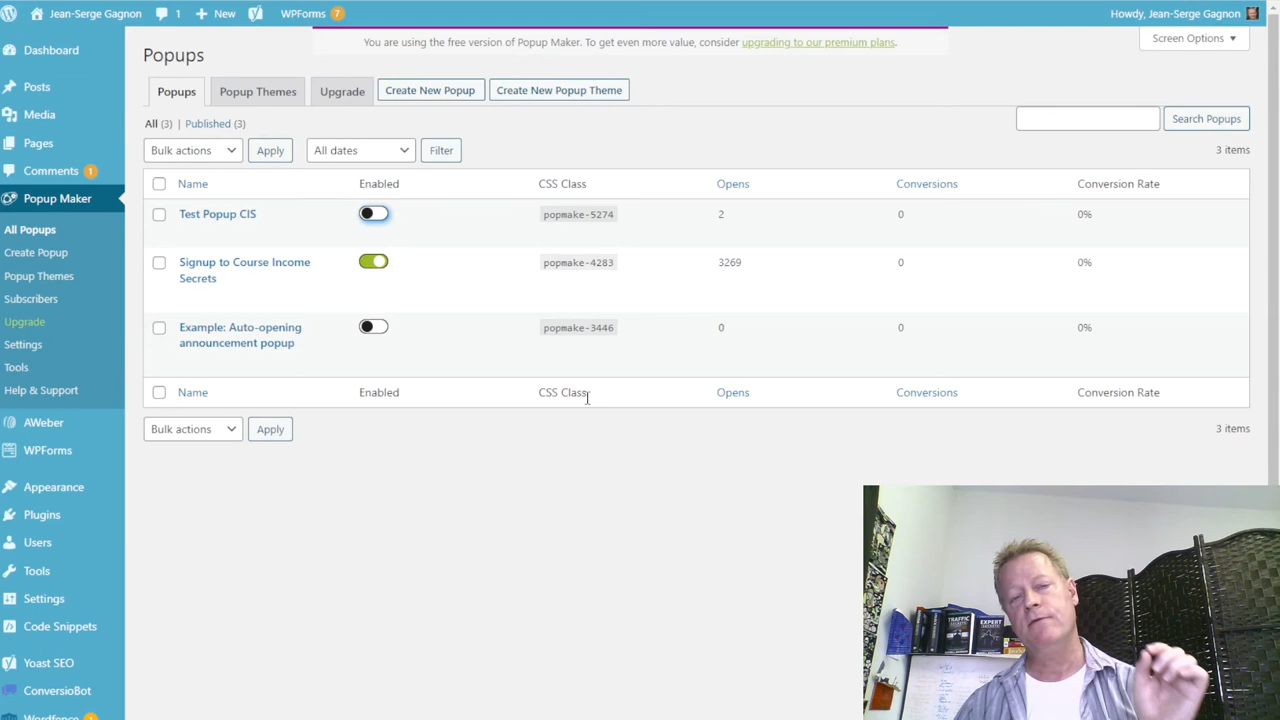 Jean-Serge Gagnon 1 New WPForms 7 Howdy, Jean-Serge Gagnon
Dashboard
Posts
Media
Pages
Comments 1
Popup Maker
All Popups
Create Popup
Popup Themes
Subscribers
Upgrade
Settings
Tools
Help & Support
AWeber
WPForms
Appearance
Plugins
Users
Tools
Settings
Code Snippets
Yoast SEO
ConversioBot
Wordfence
You are using the free version of Popup Maker. To get even more value, consider upgrading to our premium plans.
Screen Options
Popups
Popups Popup Themes Upgrade Create New Popup Create New Popup Theme
All (3) | Published (3)
Search Popups
Bulk actions Apply All dates Filter 3 items
Name Enabled CSS Class Opens Conversions Conversion Rate
Test Popup CIS popmake-5274 2 0 0%
Signup to Course Income popmake-4283 3269 0 0%
Secrets
Example: Auto-opening popmake-3446 0 0 0%
announcement popup
Name Enabled CSS Class Opens Conversions Conversion Rate
Bulk actions Apply 3 items
TRAFFIC
SECRETS
EXPERT
SECRETS